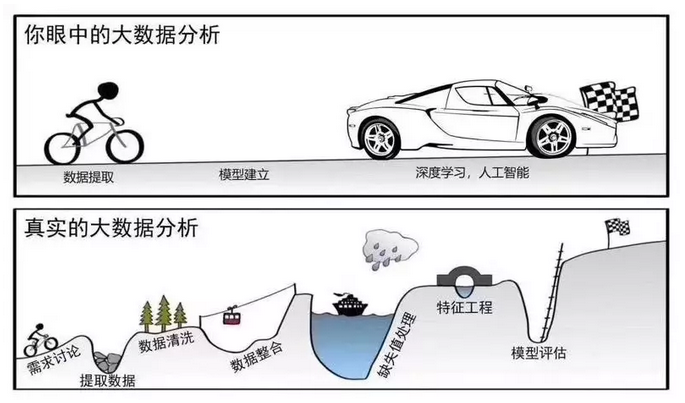 你眼中的大数据分析
数据提取
模型建立
深度学习，人工智能
真实的大数据分析
需求讨论
提取数据
数据清洗
数据整合
缺失值处理
特征工程
模型评估